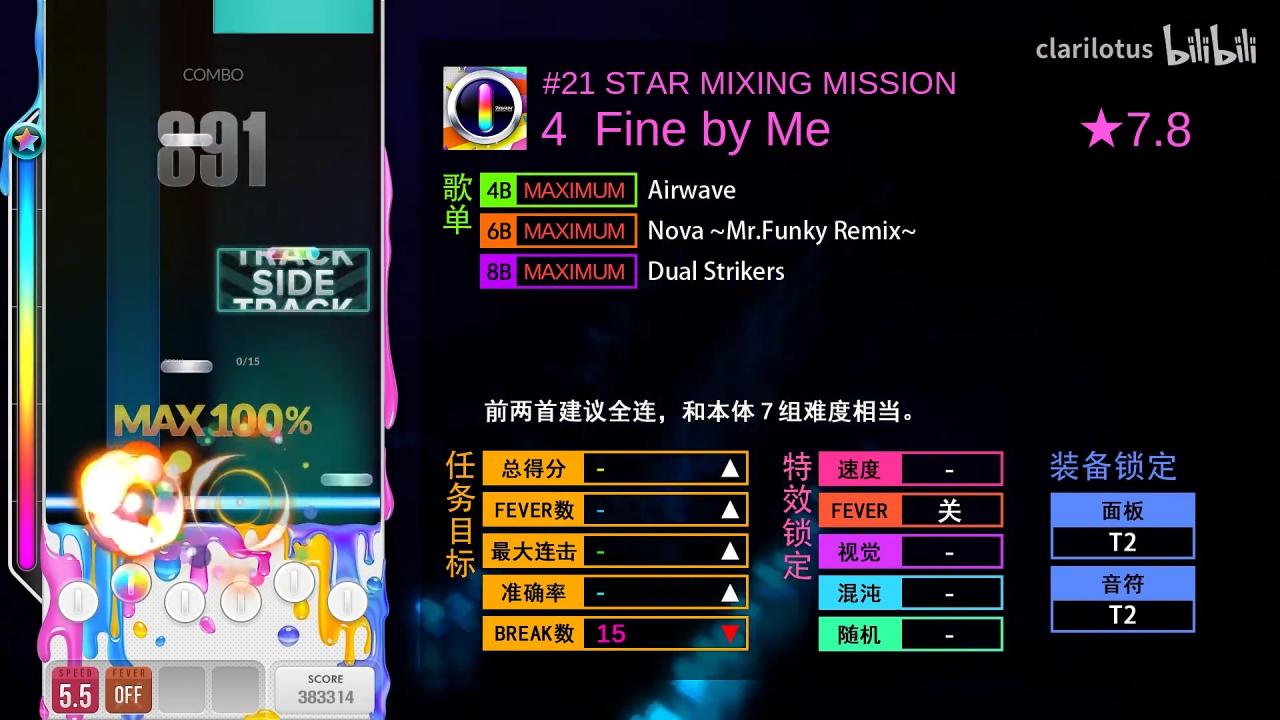 clarilotus bilibili
COMBO
891
TRACK
SIDE
TRACK
0/15
MAX 100%
SPEED
5.5
FEVER
OFF
SCORE
383314
#21 STAR MIXING MISSION
4 Fine by Me
★7.8
歌单
4B MAXIMUM Airwave
6B MAXIMUM Nova ~Mr.Funky Remix~
8B MAXIMUM Dual Strikers
前两首建议全连，和本体7组难度相当。
任务目标
总得分 - ▲
FEVER数 - ▲
最大连击 - ▲
准确率 - ▲
BREAK数 15 ▼
特效锁定
速度 -
FEVER 关
视觉 -
混沌 -
随机 -
装备锁定
面板
T2
音符
T2